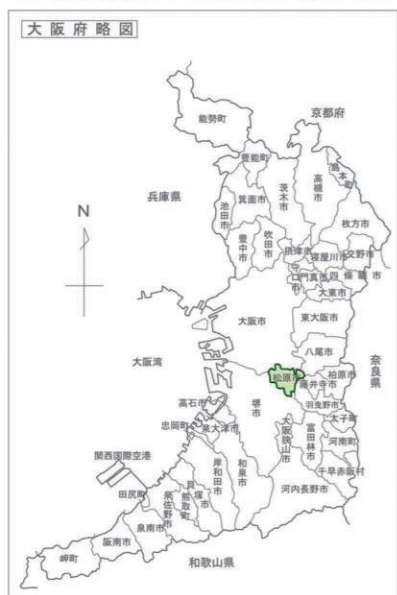 大阪府略図
能勢町
京都府
豊能町
島本町
高槻市
茨木市
兵庫県
箕面市
池田市
枚方市
N
吹田市
豊中市
摂津市
寝屋川市
交野市
守口市
門真市
四條畷市
大東市
大阪市
東大阪市
八尾市
奈良県
大阪湾
松原市
柏原市
藤井寺市
堺市
高石市
羽曳野市
太子町
忠岡町
泉大津市
大阪狭山市
富田林市
河南町
関西国際空港
和泉市
岸和田市
千早赤阪村
貝塚市
河内長野市
田尻町
熊取町
泉佐野市
泉南市
阪南市
岬町
和歌山県